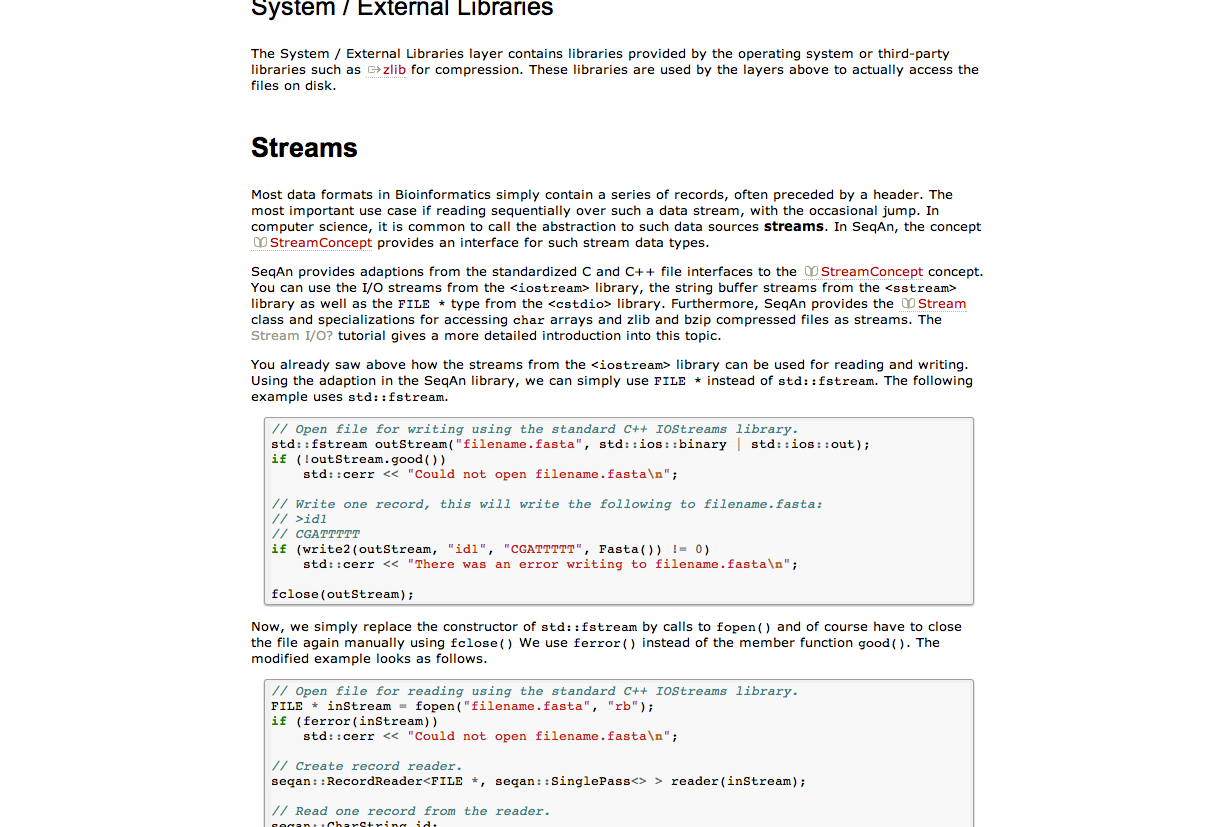 System / External Libraries
The System / External Libraries layer contains libraries provided by the operating system or third-party
libraries such as zlib for compression. These libraries are used by the layers above to actually access the
files on disk.
Streams
Most data formats in Bioinformatics simply contain a series of records, often preceded by a header. The
most important use case if reading sequentially over such a data stream, with the occasional jump. In
computer science, it is common to call the abstraction to such data sources streams. In SeqAn, the concept
StreamConcept provides an interface for such stream data types.
SeqAn provides adaptions from the standardized C and C++ file interfaces to the StreamConcept concept.
You can use the I/O streams from the <iostream> library, the string buffer streams from the <sstream>
library as well as the FILE * type from the <cstdio> library. Furthermore, SeqAn provides the Stream
class and specializations for accessing char arrays and zlib and bzip compressed files as streams. The
Stream I/O? tutorial gives a more detailed introduction into this topic.
You already saw above how the streams from the <iostream> library can be used for reading and writing.
Using the adaption in the SeqAn library, we can simply use FILE * instead of std::fstream. The following
example uses std::fstream.
// Open file for writing using the standard C++ IOStreams library.
std::fstream outStream("filename.fasta", std::ios::binary | std::ios::out);
if (!outStream.good())
    std::cerr << "Could not open filename.fasta\n";
// Write one record, this will write the following to filename.fasta:
// >id1
// CGATTTTT
if (write2(outStream, "id1", "CGATTTTT", Fasta()) != 0)
    std::cerr << "There was an error writing to filename.fasta\n";
fclose(outStream);
Now, we simply replace the constructor of std::fstream by calls to fopen() and of course have to close
the file again manually using fclose() We use ferror() instead of the member function good(). The
modified example looks as follows.
// Open file for reading using the standard C++ IOStreams library.
FILE * inStream = fopen("filename.fasta", "rb");
if (ferror(inStream))
    std::cerr << "Could not open filename.fasta\n";
// Create record reader.
seqan::RecordReader<FILE *, seqan::SinglePass<> > reader(inStream);
// Read one record from the reader.
seqan::CharString id;